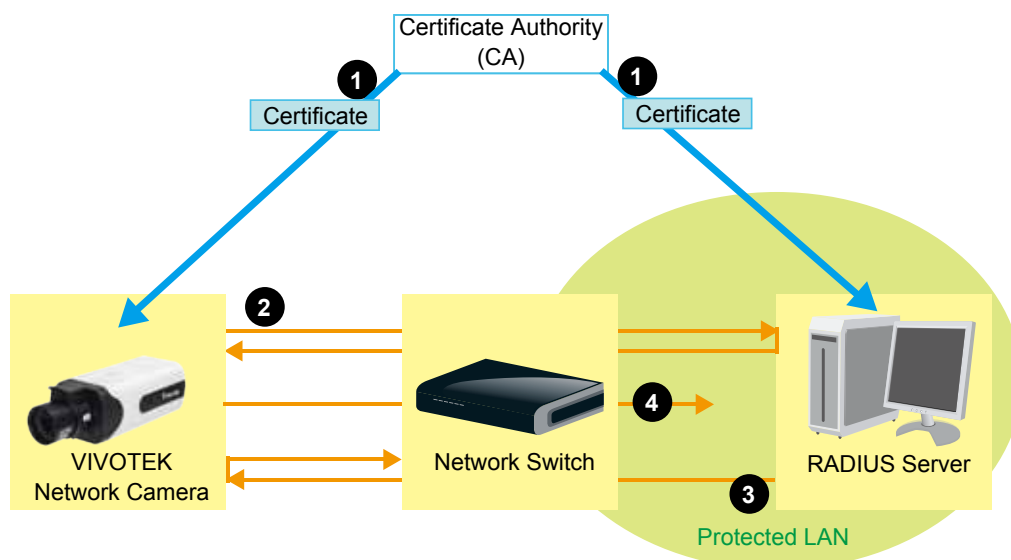 Certificate Authority
(CA)
1
1
Certificate
Certificate
2
4
VIVOTEK
Network Camera
Network Switch
RADIUS Server
3
Protected LAN